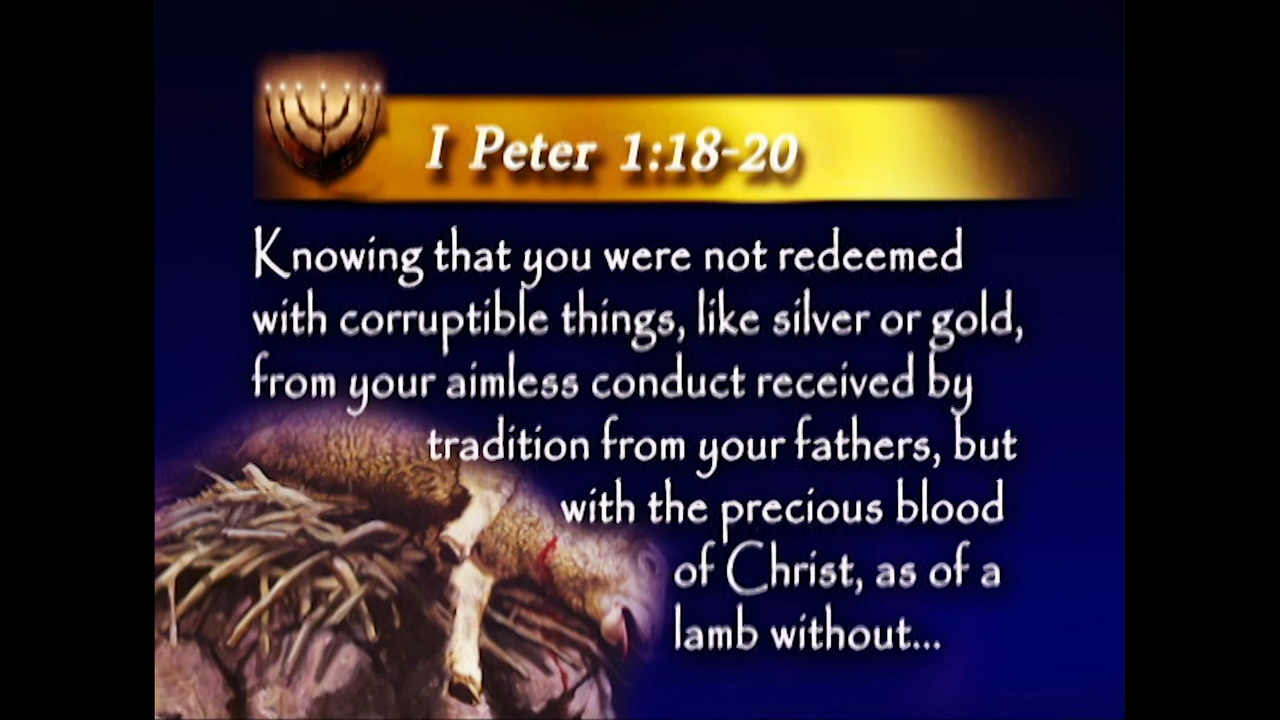 I Peter 1:18-20
Knowing that you were not redeemed
with corruptible things, like silver or gold,
from your aimless conduct received by
tradition from your fathers, but
with the precious blood
of Christ, as of a
lamb without...